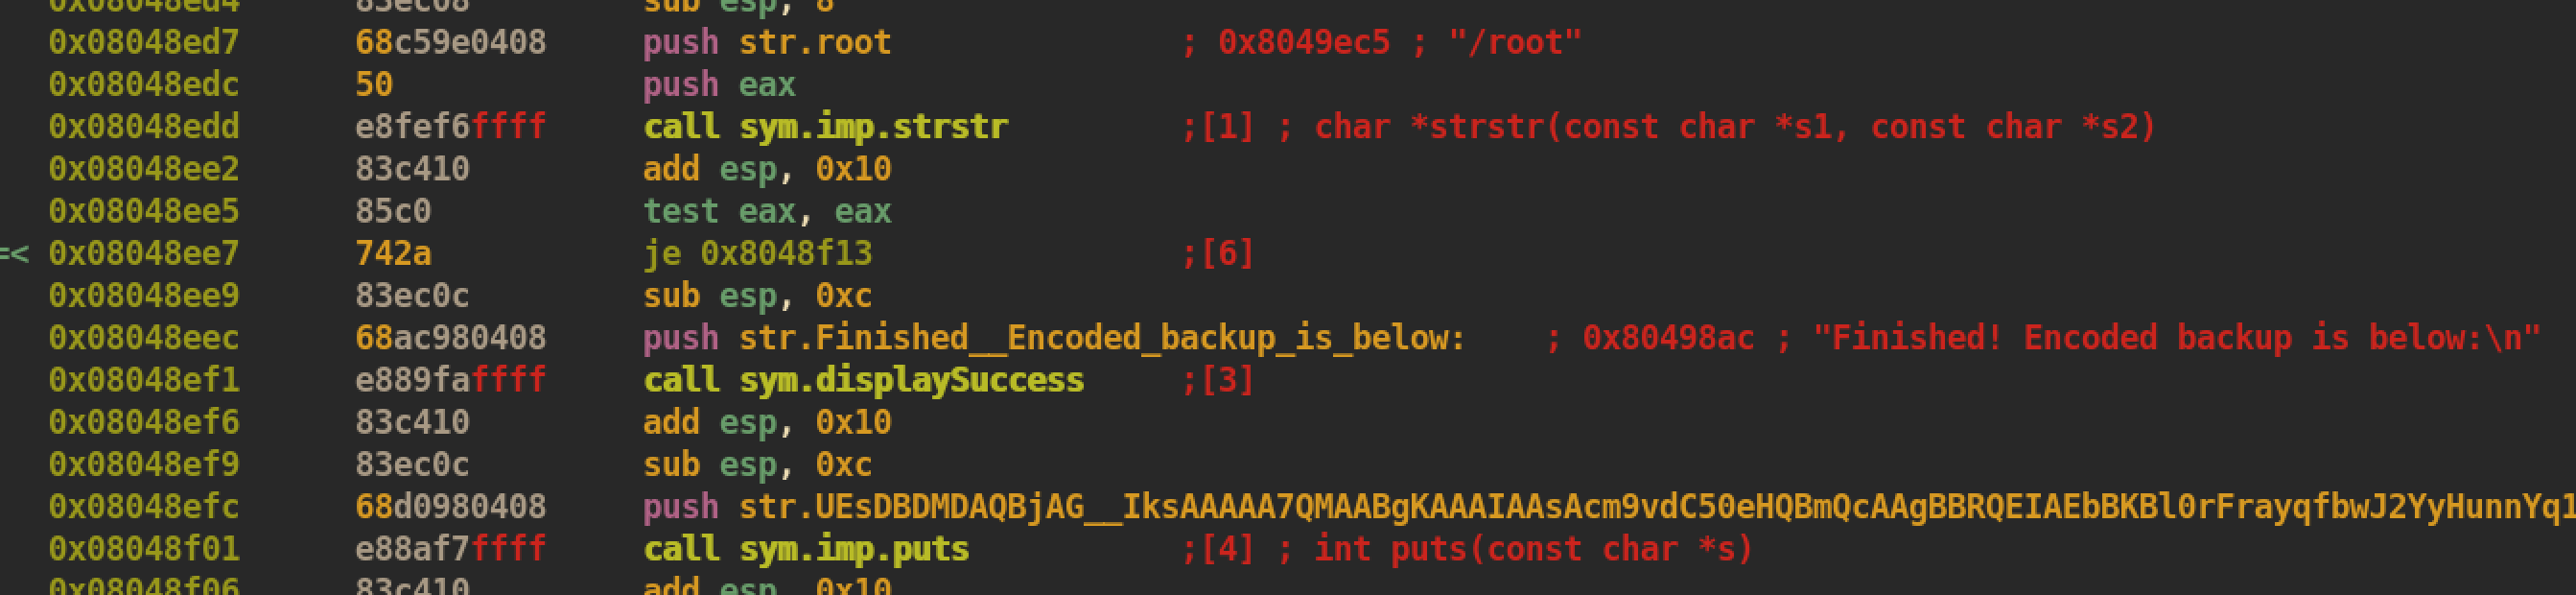 0x08048ed4 83ec08 sub esp, 8
0x08048ed7 68c59e0408 push str.root ; 0x8049ec5 ; "/root"
0x08048edc 50 push eax
0x08048edd e8fef6ffff call sym.imp.strstr ;[1] ; char *strstr(const char *s1, const char *s2)
0x08048ee2 83c410 add esp, 0x10
0x08048ee5 85c0 test eax, eax
=< 0x08048ee7 742a je 0x8048f13 ;[6]
0x08048ee9 83ec0c sub esp, 0xc
0x08048eec 68ac980408 push str.Finished__Encoded_backup_is_below: ; 0x80498ac ; "Finished! Encoded backup is below:\n"
0x08048ef1 e889faffff call sym.displaySuccess ;[3]
0x08048ef6 83c410 add esp, 0x10
0x08048ef9 83ec0c sub esp, 0xc
0x08048efc 68d0980408 push str.UEsDBDMDAQBjAG__IksAAAAA7QMAABgKAAAIAAsAcm9vdC50eHQBmQcAAgBBRQEIAEbBKBl0rFrayqfbwJ2YyHunnYq1
0x08048f01 e88af7ffff call sym.imp.puts ;[4] ; int puts(const char *s)
0x08048f06 83c410 add esp, 0x10